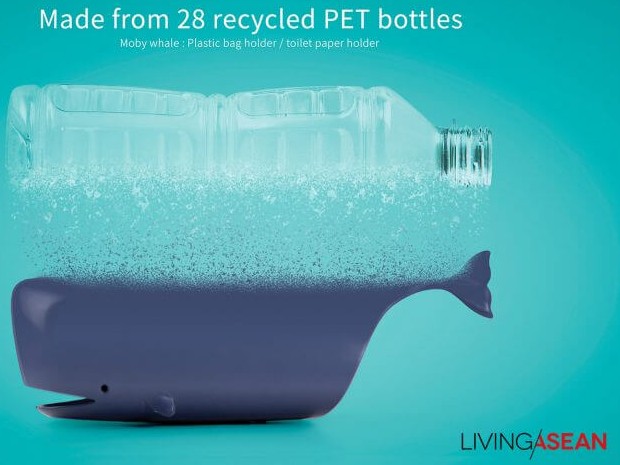 Made from 28 recycled PET bottles
Moby whale : Plastic bag holder / toilet paper holder
LIVINGASEAN